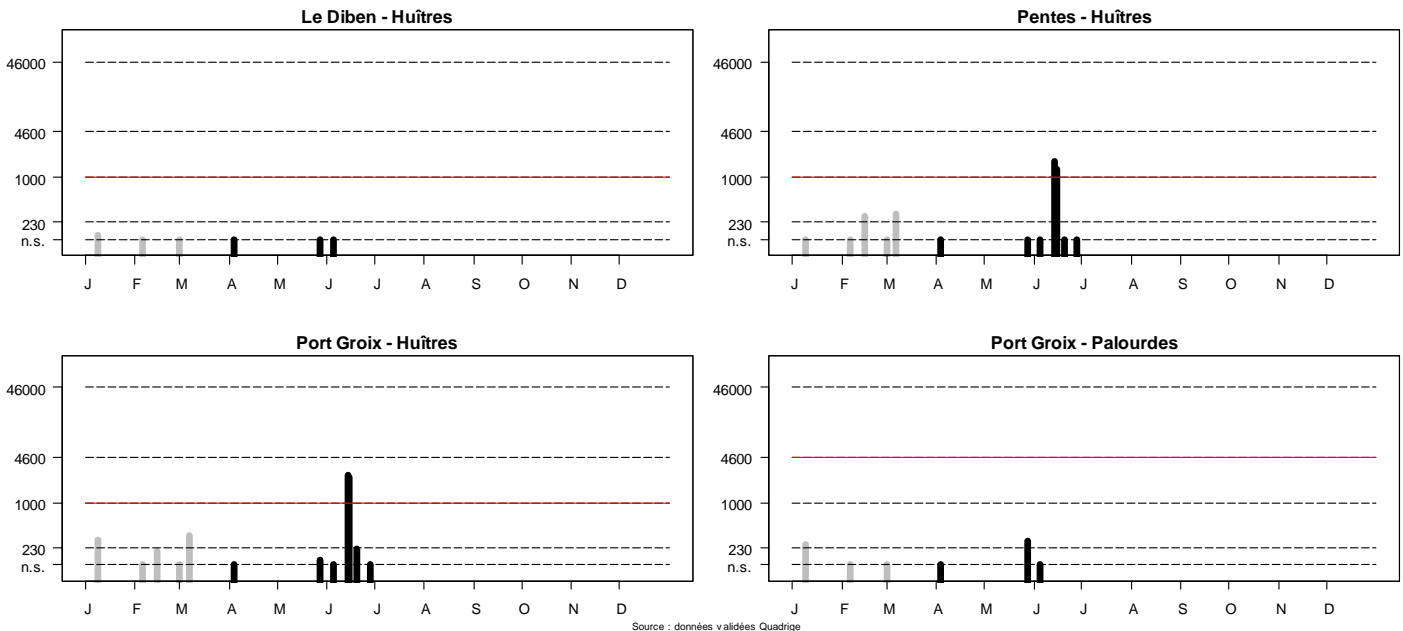 Le Diben - Huîtres
46000
4600
1000
230
n.s.
J F M A M J J A S O N D
Pentes - Huîtres
46000
4600
1000
230
n.s.
J F M A M J J A S O N D
Port Groix - Huîtres
46000
4600
1000
230
n.s.
J F M A M J J A S O N D
Port Groix - Palourdes
46000
4600
1000
230
n.s.
J F M A M J J A S O N D
Source : données validées Quadrige